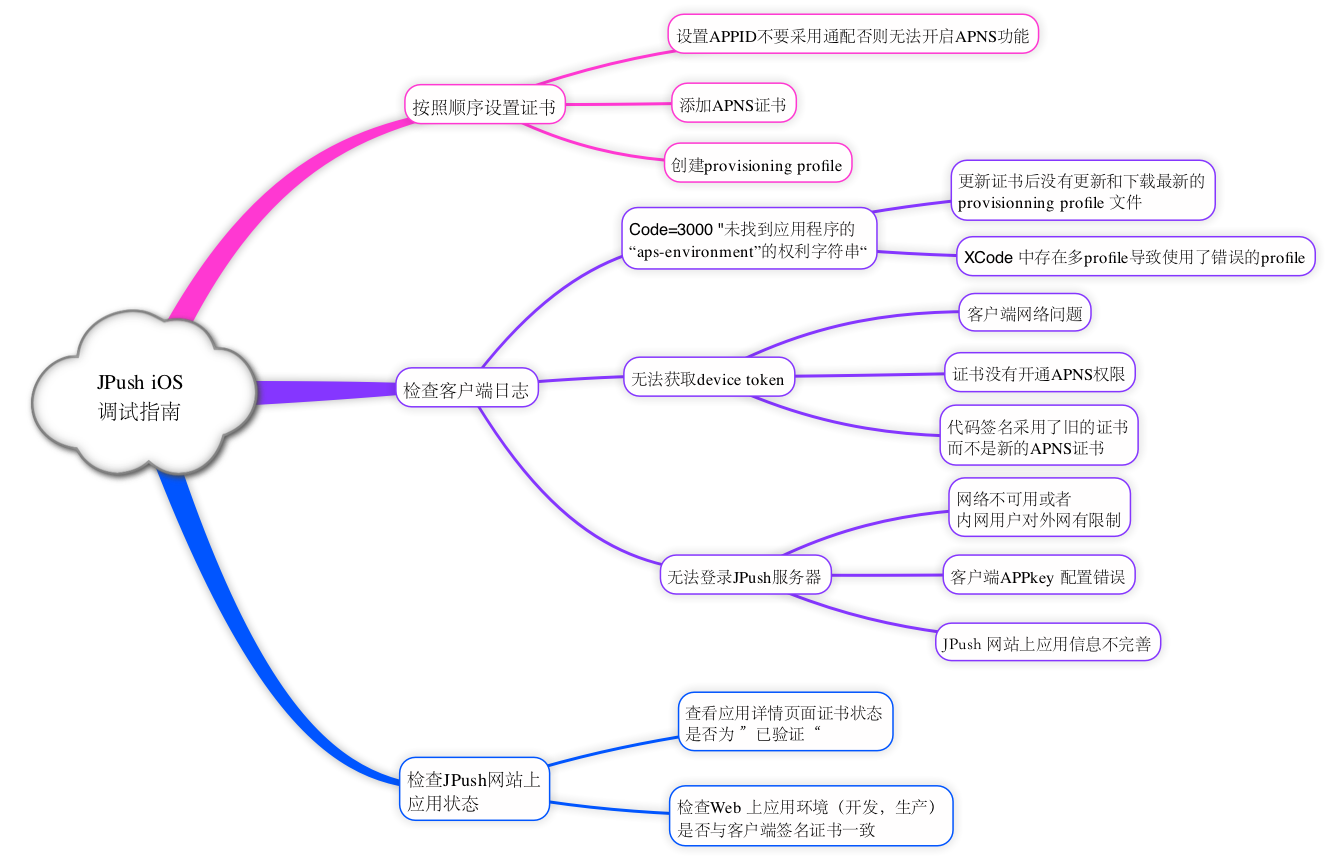 JPush iOS
调试指南
按照顺序设置证书
设置APPID不要采用通配否则无法开启APNS功能
添加APNS证书
创建provisioning profile
检查客户端日志
Code=3000 "未找到应用程序的
“aps-environment”的权利字符串“
更新证书后没有更新和下载最新的
provisionning profile 文件
XCode 中存在多profile导致使用了错误的profile
无法获取device token
客户端网络问题
证书没有开通APNS权限
代码签名采用了旧的证书
而不是新的APNS证书
无法登录JPush服务器
网络不可用或者
内网用户对外网有限制
客户端APPkey 配置错误
JPush 网站上应用信息不完善
检查JPush网站上
应用状态
查看应用详情页面证书状态
是否为 ” 已验证 “
检查Web 上应用环境（开发，生产）
是否与客户端签名证书一致